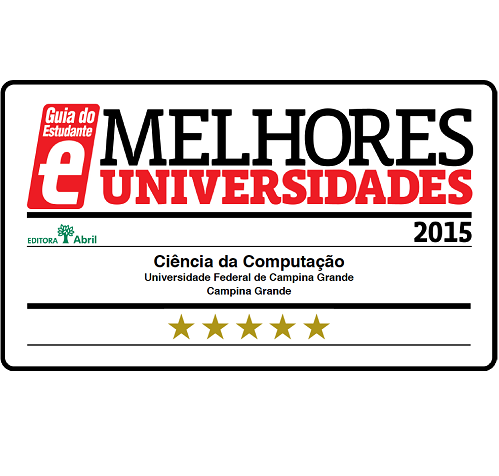 Guia do
Estudante
e
MELHORES
UNIVERSIDADES
EDITORA Abril
2015
Ciência da Computação
Universidade Federal de Campina Grande
Campina Grande